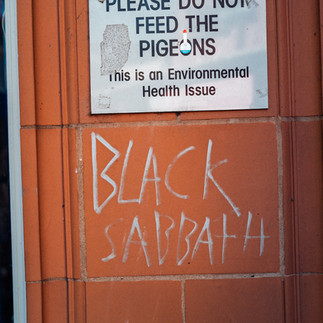 PLEASE DO NOT
FEED THE
PIGEONS
This is an Environmental
Health Issue
BLACK
SABBATH